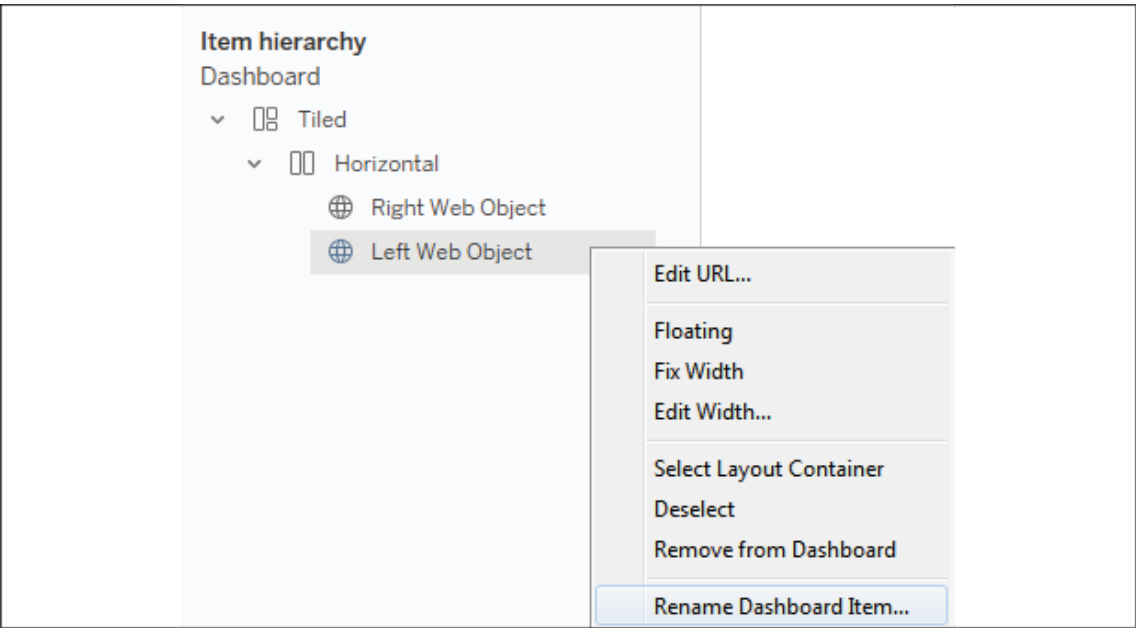 Item hierarchy
Dashboard
Tiled
Horizontal
Right Web Object
Left Web Object
Edit URL...
Floating
Fix Width
Edit Width...
Select Layout Container
Deselect
Remove from Dashboard
Rename Dashboard Item...